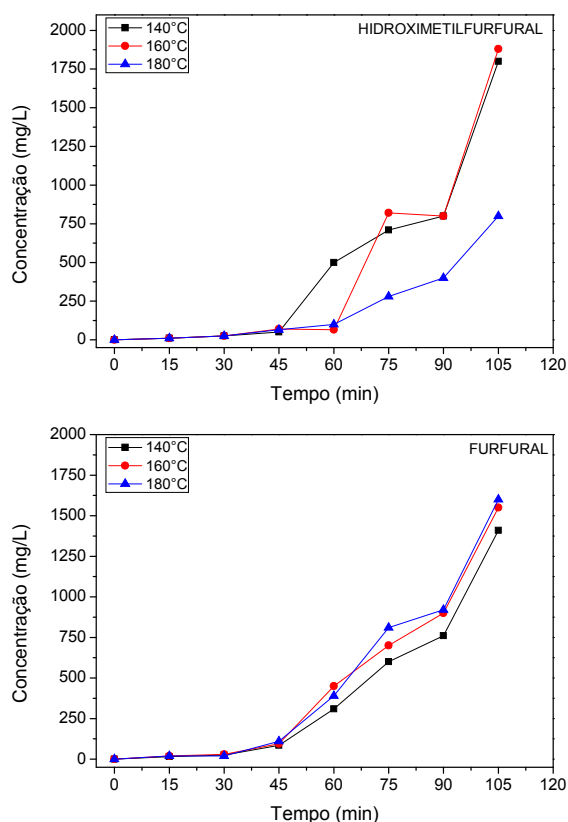 HIDROXIMETILFURFURAL
140°C
160°C
180°C
2000
1750
1500
1250
1000
750
500
250
0
Concentração (mg/L)
0 15 30 45 60 75 90 105 120
Tempo (min)
FURFURAL
140°C
160°C
180°C
2000
1750
1500
1250
1000
750
500
250
0
Concentração (mg/L)
0 15 30 45 60 75 90 105 120
Tempo (min)